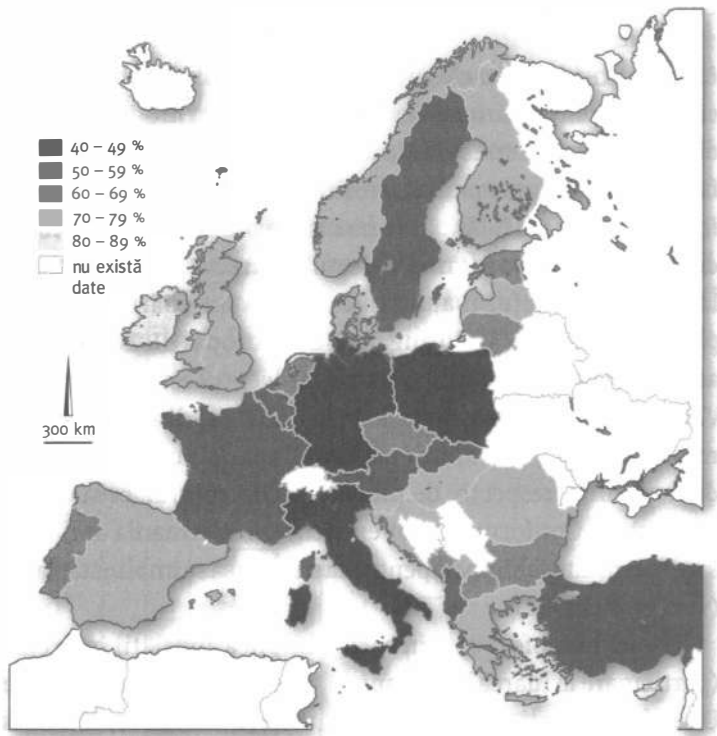 40 – 49 %
50 – 59 %
60 – 69 %
70 – 79 %
80 – 89 %
nu există
date
300 km